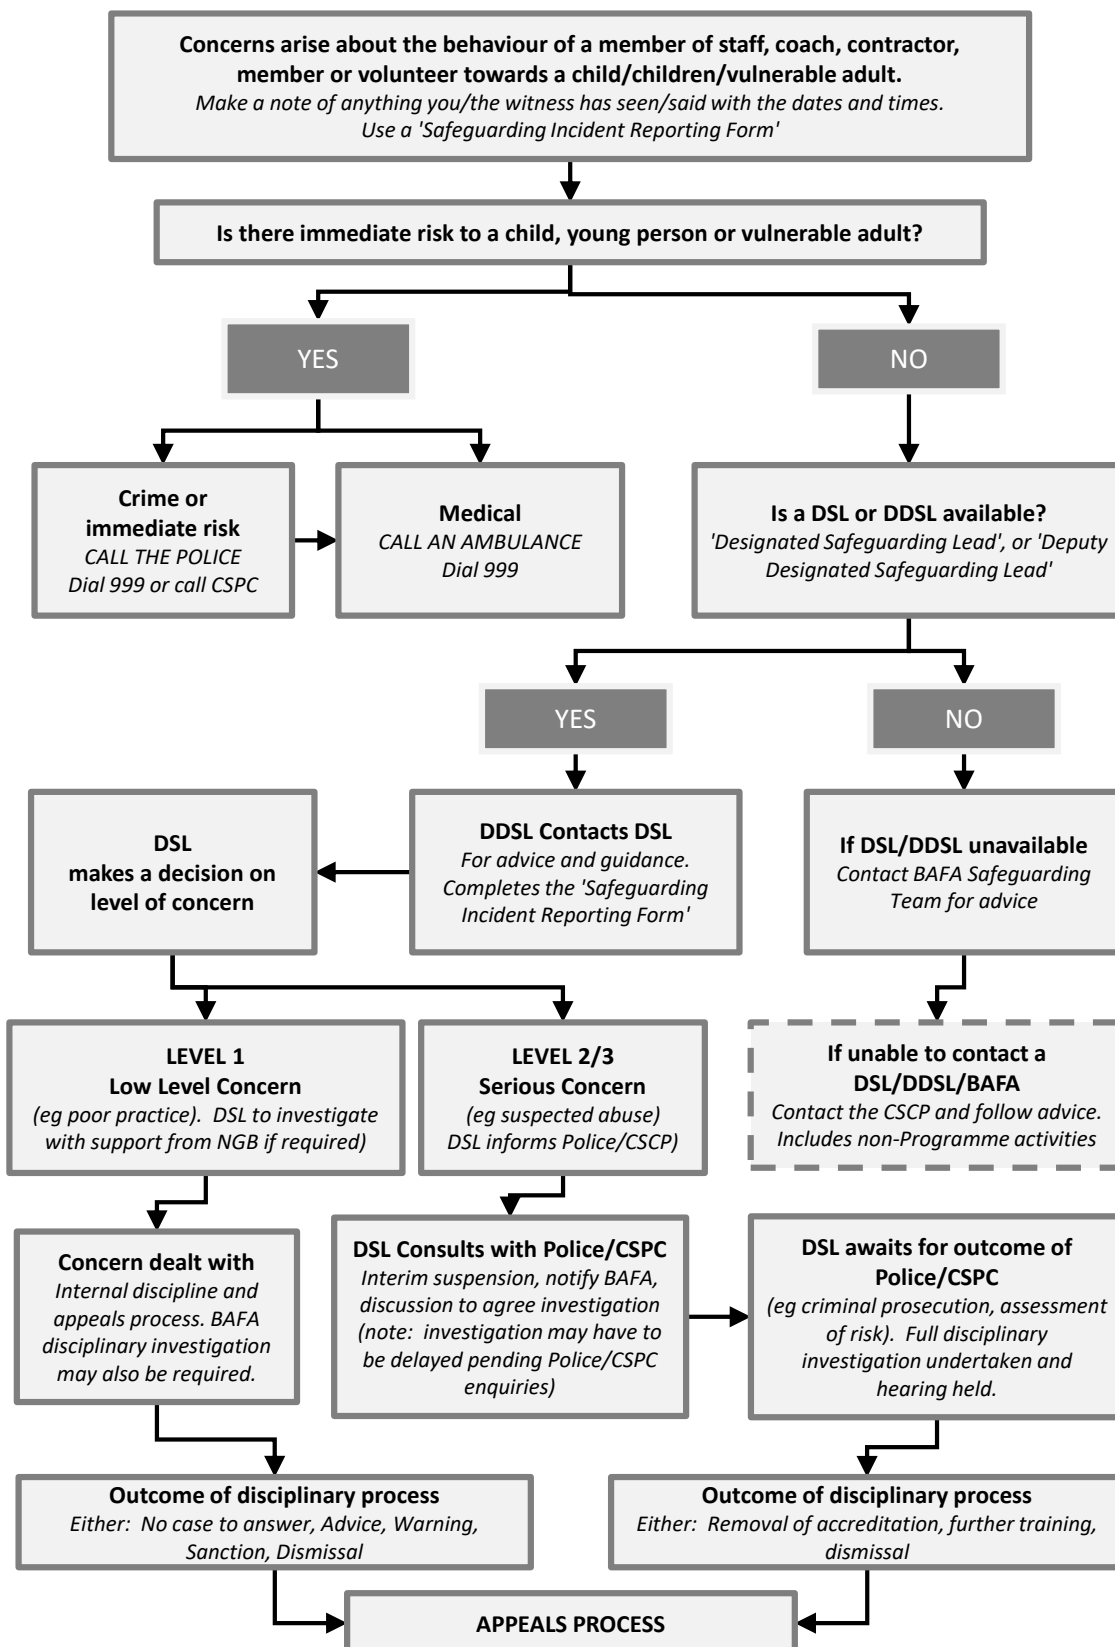 Concerns arise about the behaviour of a member of staff, coach, contractor,
member or volunteer towards a child/children/vulnerable adult.
Make a note of anything you/the witness has seen/said with the dates and times.
Use a 'Safeguarding Incident Reporting Form'
Is there immediate risk to a child, young person or vulnerable adult?
YES
NO
Crime or
immediate risk
CALL THE POLICE
Dial 999 or call CSPC
Medical
CALL AN AMBULANCE
Dial 999
Is a DSL or DDSL available?
'Designated Safeguarding Lead', or 'Deputy
Designated Safeguarding Lead'
YES
NO
DSL
makes a decision on
level of concern
DDSL Contacts DSL
For advice and guidance.
Completes the 'Safeguarding
Incident Reporting Form'
If DSL/DDSL unavailable
Contact BAFA Safeguarding
Team for advice
LEVEL 1
Low Level Concern
(eg poor practice). DSL to investigate
with support from NGB if required)
LEVEL 2/3
Serious Concern
(eg suspected abuse)
DSL informs Police/CSCP)
If unable to contact a
DSL/DDSL/BAFA
Contact the CSCP and follow advice.
Includes non-Programme activities
Concern dealt with
Internal discipline and
appeals process. BAFA
disciplinary investigation
may also be required.
DSL Consults with Police/CSPC
Interim suspension, notify BAFA,
discussion to agree investigation
(note: investigation may have to
be delayed pending Police/CSPC
enquiries)
DSL awaits for outcome of
Police/CSPC
(eg criminal prosecution, assessment
of risk). Full disciplinary
investigation undertaken and
hearing held.
Outcome of disciplinary process
Either: No case to answer, Advice, Warning,
Sanction, Dismissal
Outcome of disciplinary process
Either: Removal of accreditation, further training,
dismissal
APPEALS PROCESS